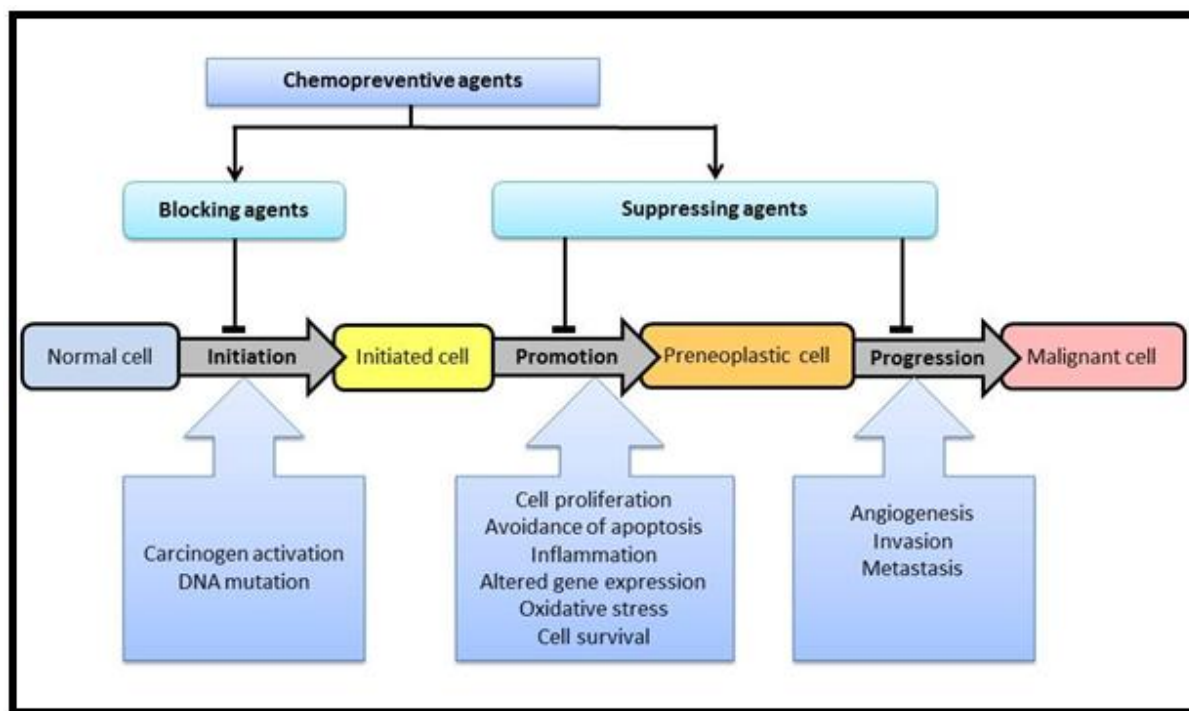 Chemopreventive agents
Blocking agents
Suppressing agents
Normal cell
Initiation
Initiated cell
Promotion
Preneoplastic cell
Progression
Malignant cell
Carcinogen activation
DNA mutation
Cell proliferation
Avoidance of apoptosis
Inflammation
Altered gene expression
Oxidative stress
Cell survival
Angiogenesis
Invasion
Metastasis